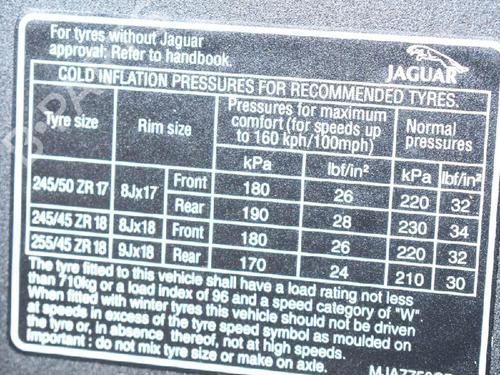 For tyres without Jaguar
approval: Refer to handbook.
JAGUAR
COLD INFLATION PRESSURES FOR RECOMMENDED TYRES.
Tyre size Rim size Pressures for maximum comfort (for speeds up to 160 kph/100mph) Normal pressures
kPa lbf/in² kPa lbf/in²
245/50 ZR 17 8Jx17 Front 180 26 220 32
Rear 190 28 230 34
245/45 ZR 18 8Jx18 Front 180 26 220 32
255/45 ZR 18 9Jx18 Rear 170 24 210 30
The tyre fitted to this vehicle shall have a load rating not less
than 710kg or a load index of 96 and a speed category of "W".
When fitted with winter tyres this vehicle should not be driven
at speeds in excess of the tyre speed symbol as moulded on
the tyre or, in absence thereof, not at high speeds.
Important : do not mix tyre size or make on axle.